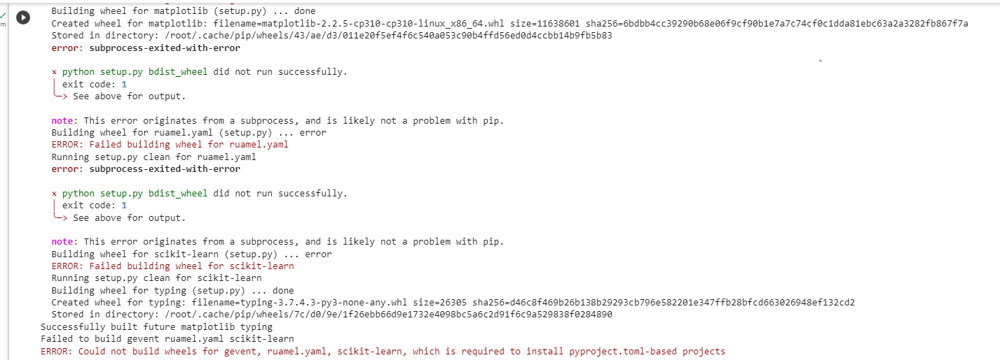 Building wheel for matplotlib (setup.py) ... done
Created wheel for matplotlib: filename=matplotlib-2.2.5-cp310-cp310-linux_x86_64.whl size=11638601 sha256=6bdbb4cc39290b68e06f9cf90b1e7a7c74cf0c1dda81ebc63a2a3282fb867f7a
Stored in directory: /root/.cache/pip/wheels/43/ae/d3/011e20f5ef4f6c540a053c90b4ffd56ed0d4ccbb14b9fb5b83
error: subprocess-exited-with-error
× python setup.py bdist_wheel did not run successfully.
│ exit code: 1
╰─> See above for output.
note: This error originates from a subprocess, and is likely not a problem with pip.
Building wheel for ruamel.yaml (setup.py) ... error
ERROR: Failed building wheel for ruamel.yaml
Running setup.py clean for ruamel.yaml
error: subprocess-exited-with-error
× python setup.py bdist_wheel did not run successfully.
│ exit code: 1
╰─> See above for output.
note: This error originates from a subprocess, and is likely not a problem with pip.
Building wheel for scikit-learn (setup.py) ... error
ERROR: Failed building wheel for scikit-learn
Running setup.py clean for scikit-learn
Building wheel for typing (setup.py) ... done
Created wheel for typing: filename=typing-3.7.4.3-py3-none-any.whl size=26305 sha256=d46c8f469b26b138b29293cb796e582201e347ffb28bfcd663026948ef132cd2
Stored in directory: /root/.cache/pip/wheels/7c/d0/9e/1f26ebb66d9e1732e4098bc5a6c2d91f6c9a529838f0284890
Successfully built future matplotlib typing
Failed to build gevent ruamel.yaml scikit-learn
ERROR: Could not build wheels for gevent, ruamel.yaml, scikit-learn, which is required to install pyproject.toml-based projects